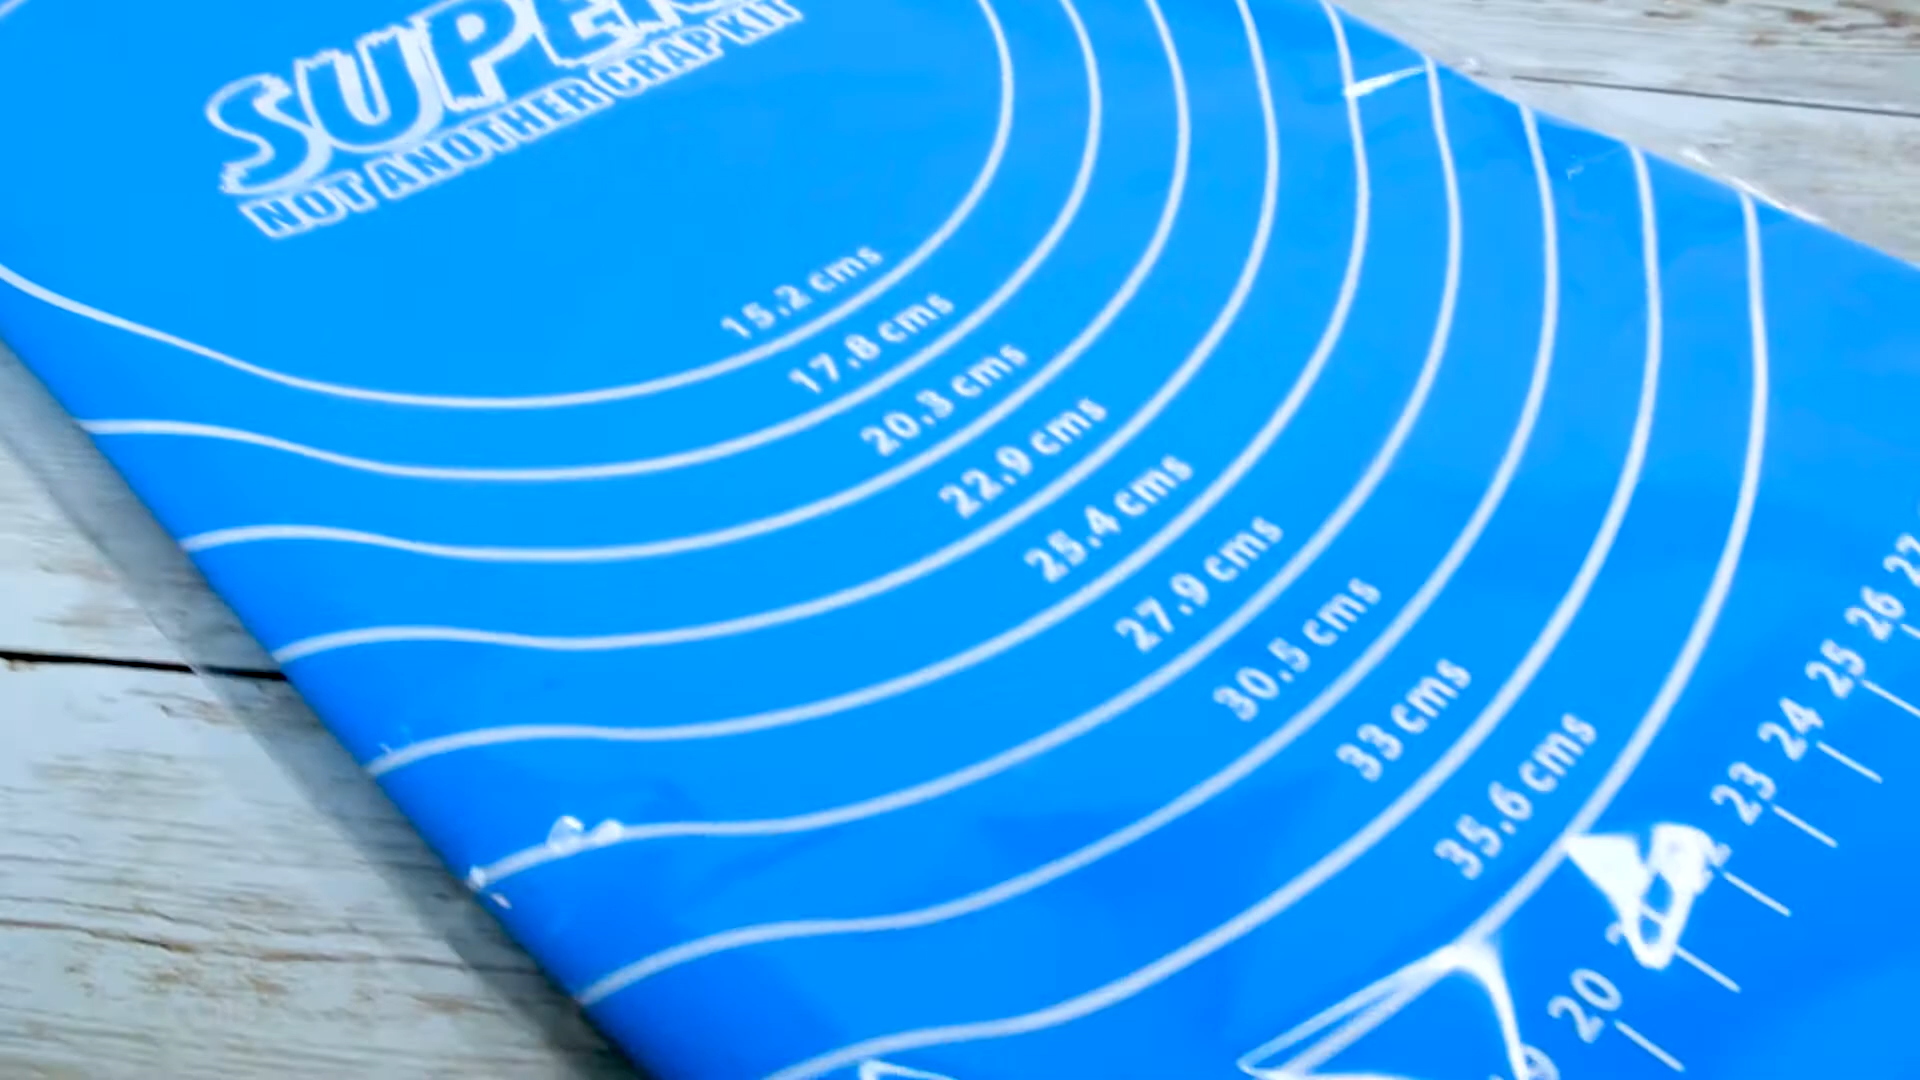 NOT ANOTHER CRAP KIT
15.2 cms
17.8 cms
20.3 cms
22.9 cms
25.4 cms
27.9 cms
30.5 cms
33 cms
35.6 cms
20
23
24
25
26
27